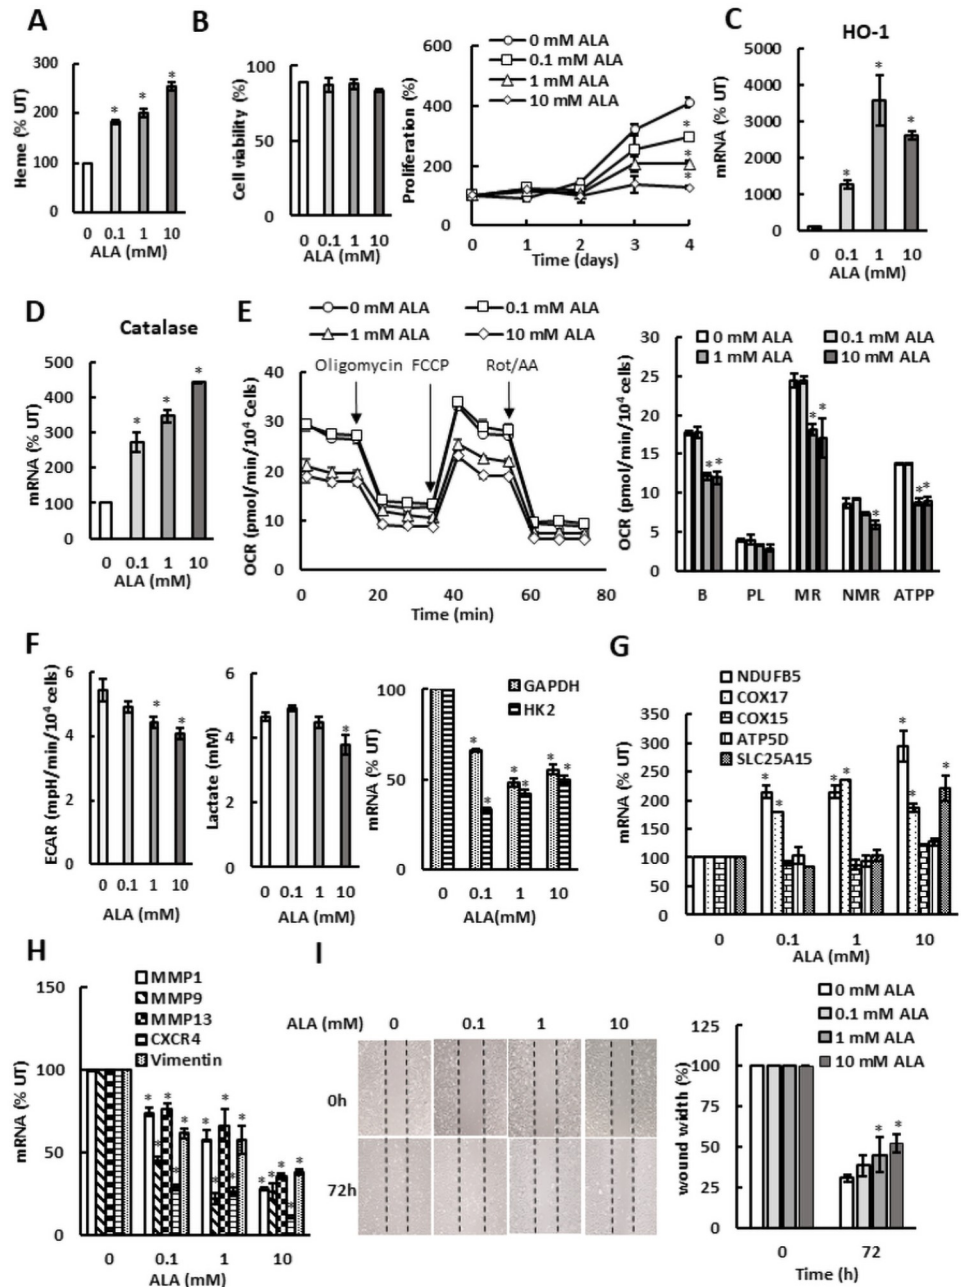 A
Heme (% UT)
300
200
100
0
0 0.1 1 10
ALA (mM)
* * *
B
Cell viability (%)
100
50
0
0 0.1 1 10
ALA (mM)
Proliferation (%)
600
400
200
0
0 1 2 3 4
Time (days)
0 mM ALA
0.1 mM ALA
1 mM ALA
10 mM ALA
*
*
*
C
HO-1
mRNA (% UT)
5000
4000
3000
2000
1000
0
0 0.1 1 10
ALA (mM)
* * *
D
Catalase
mRNA (% UT)
500
400
300
200
100
0
0 0.1 1 10
ALA (mM)
* * *
E
0 mM ALA 0.1 mM ALA
1 mM ALA 10 mM ALA
Oligomycin FCCP Rot/AA
OCR (pmol/min/10⁴ Cells)
40
30
20
10
0
0 20 40 60 80
Time (min)
OCR (pmol/min/10⁴ cells)
30
25
20
15
10
5
0
0 mM ALA 0.1 mM ALA
1 mM ALA 10 mM ALA
* * * * * * *
B PL MR NMR ATPP
F
ECAR (mpH/min/10⁴ cells)
6
4
2
0
0 0.1 1 10
ALA (mM)
* *
Lactate (mM)
6
4
2
0
0 0.1 1 10
ALA (mM)
*
mRNA (% UT)
100
50
0
GAPDH
HK2
* * * * * *
0 0.1 1 10
ALA(mM)
G
NDUFB5
COX17
COX15
ATP5D
SLC25A15
mRNA (% UT)
350
300
250
200
150
100
50
0
* * * * * * *
0 0.1 1 10
ALA (mM)
H
MMP1
MMP9
MMP13
CXCR4
Vimentin
mRNA (% UT)
150
100
50
0
* * * * * * * * * * * * * * *
0 0.1 1 10
ALA (mM)
I
ALA (mM) 0 0.1 1 10
0h
72h
0 mM ALA
0.1 mM ALA
1 mM ALA
10 mM ALA
wound width (%)
125
100
75
50
25
0
* *
0 72
Time (h)